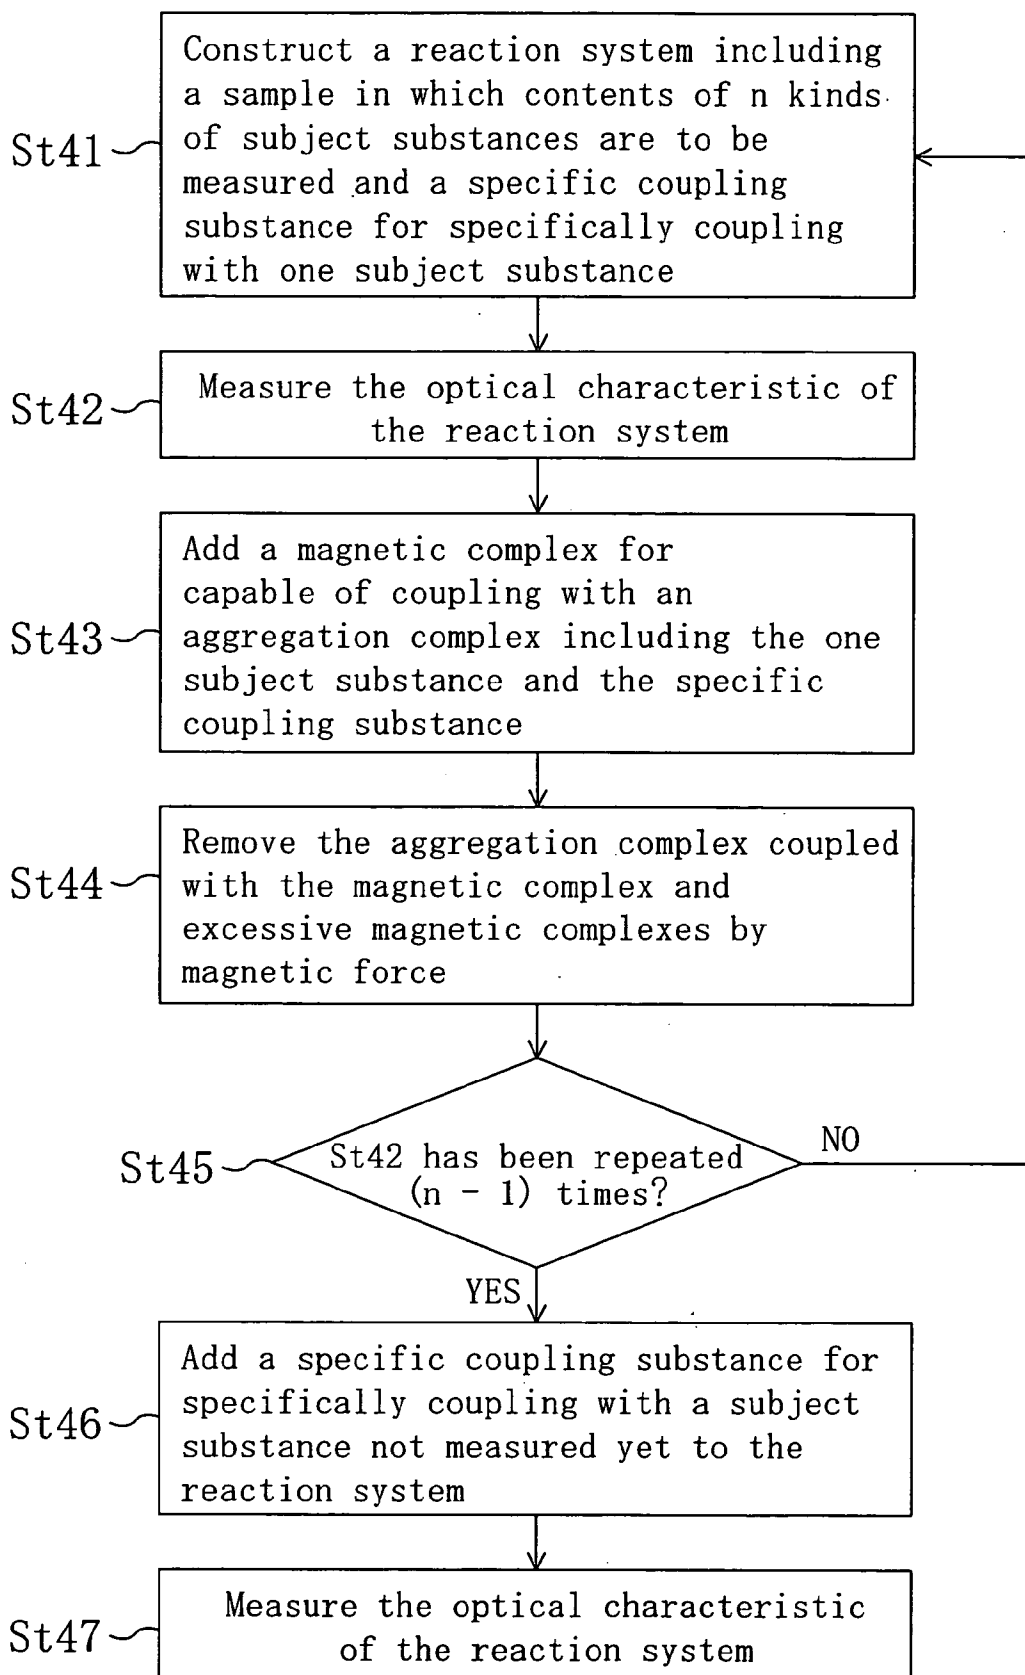 Construct a reaction system including
a sample in which contents of n kinds
of subject substances are to be
measured and a specific coupling
substance for specifically coupling
with one subject substance
St41
Measure the optical characteristic of
the reaction system
St42
Add a magnetic complex for
capable of coupling with an
aggregation complex including the one
subject substance and the specific
coupling substance
St43
Remove the aggregation complex coupled
with the magnetic complex and
excessive magnetic complexes by
magnetic force
St44
St42 has been repeated
(n - 1) times?
St45
NO
YES
Add a specific coupling substance for
specifically coupling with a subject
substance not measured yet to the
reaction system
St46
Measure the optical characteristic
of the reaction system
St47